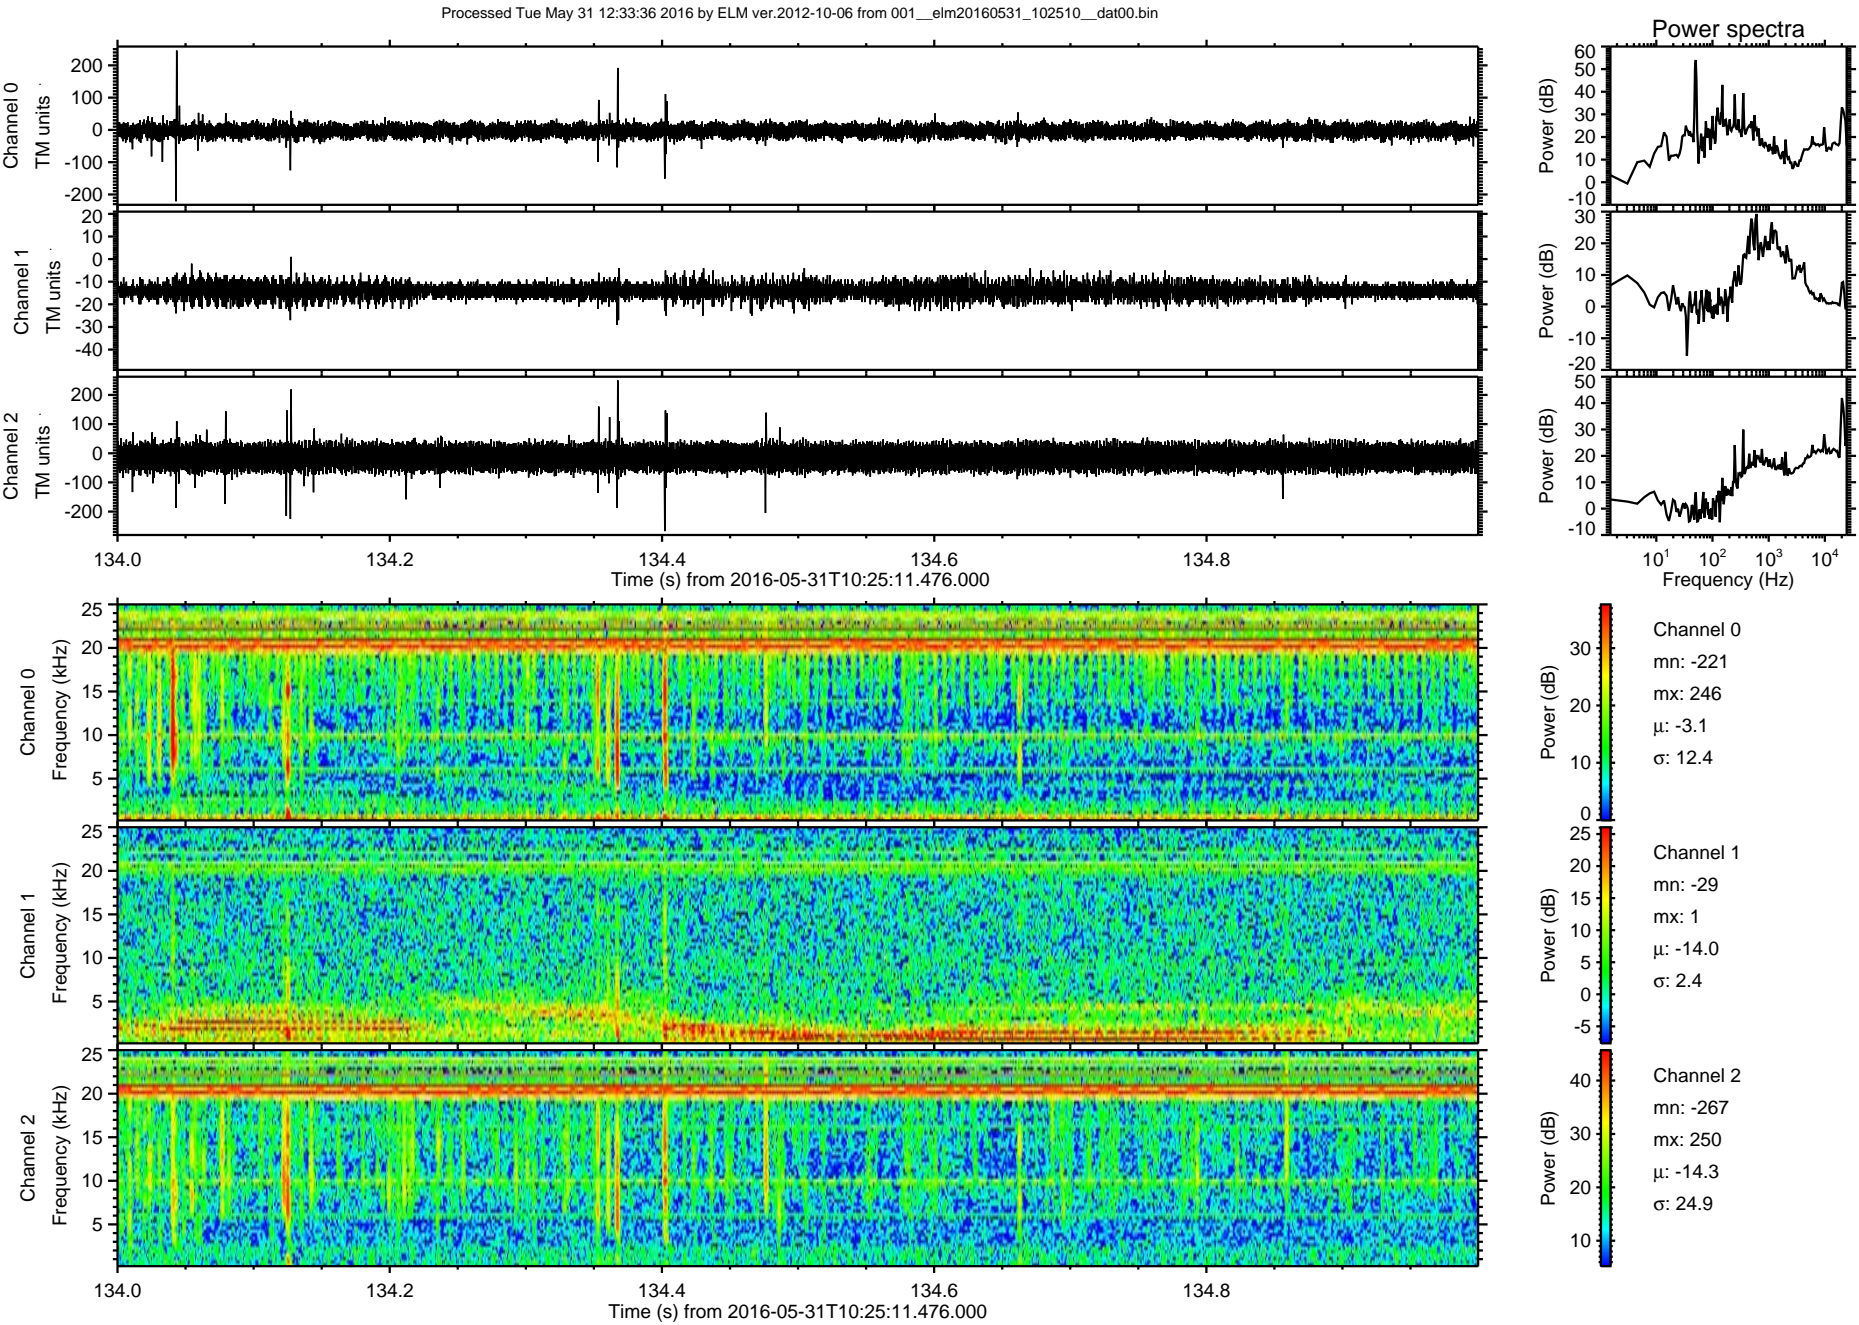 Processed Tue May 31 12:33:36 2016 by ELM ver.2012-10-06 from 001__elm20160531_102510__dat00.bin
Power spectra
Channel 0
TM units
200
100
0
-100
-200
Power (dB)
60
50
40
30
20
10
0
-10
Channel 1
TM units
20
10
0
-10
-20
-30
-40
Power (dB)
30
20
10
0
-10
-20
Channel 2
TM units
200
100
0
-100
-200
Power (dB)
50
40
30
20
10
0
-10
134.0 134.2 134.4 134.6 134.8
Time (s) from 2016-05-31T10:25:11.476.000
10¹ 10² 10³ 10⁴
Frequency (Hz)
Channel 0
Frequency (kHz)
25
20
15
10
5
Power (dB)
30
20
10
0
Channel 0
mn: -221
mx: 246
μ: -3.1
σ: 12.4
Channel 1
Frequency (kHz)
25
20
15
10
5
Power (dB)
25
20
15
10
5
0
-5
Channel 1
mn: -29
mx: 1
μ: -14.0
σ: 2.4
Channel 2
Frequency (kHz)
25
20
15
10
5
Power (dB)
40
30
20
10
Channel 2
mn: -267
mx: 250
μ: -14.3
σ: 24.9
134.0 134.2 134.4 134.6 134.8
Time (s) from 2016-05-31T10:25:11.476.000